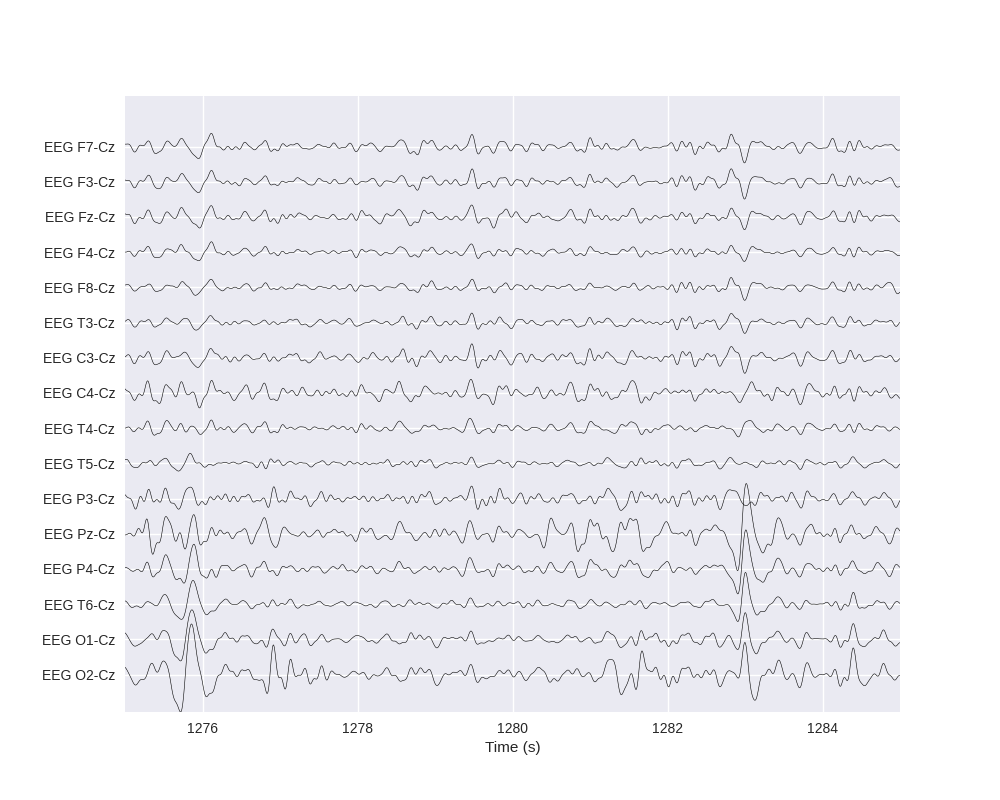 EEG F7-Cz
EEG F3-Cz
EEG Fz-Cz
EEG F4-Cz
EEG F8-Cz
EEG T3-Cz
EEG C3-Cz
EEG C4-Cz
EEG T4-Cz
EEG T5-Cz
EEG P3-Cz
EEG Pz-Cz
EEG P4-Cz
EEG T6-Cz
EEG O1-Cz
EEG O2-Cz
1276 1278 1280 1282 1284
Time (s)